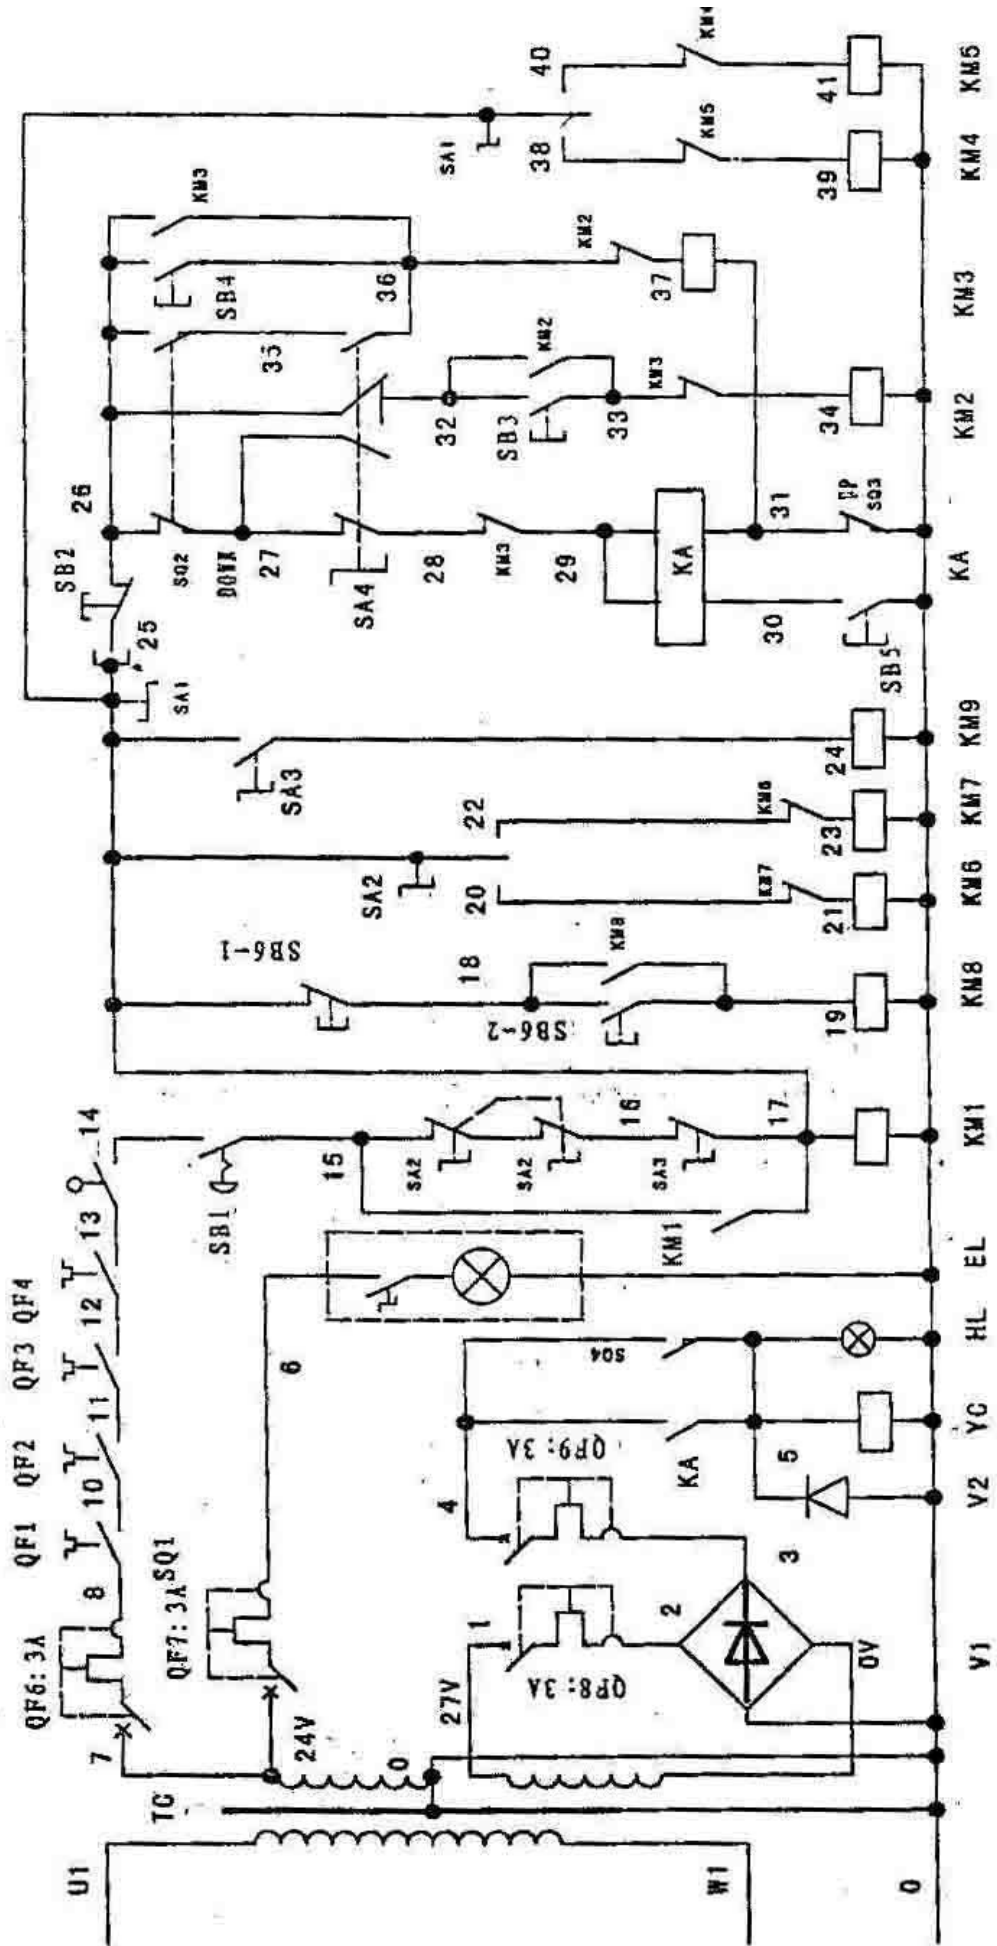 U1
W1
0
TC
7
24V
0
27V
0V
QF6:3A
8
QF1
10
QF2
11
QF3
12
QF4
13
14
QF7:3A
SQ1
6
1
QF8:3A
2
3
4
QF9:3A
KA
5
SQ4
SB1
15
SA2
SA2
16
SA3
17
KM1
SB6-1
18
SB6-2
KM8
19
SA2
20
22
KM7
KM6
21
23
SA3
24
SA1
25
SB2
26
SQ2
DOWN
27
SA4
28
KM3
29
KA
30
SB5
31
UP
SQ3
32
SB3
KM2
33
KM3
34
35
SB4
KM3
36
KM2
37
SA1
38
40
KM5
KM4
39
41
V1
V2
YC
HL
EL
KM1
KM8
KM6
KM7
KM9
KA
KM2
KM3
KM4
KM5